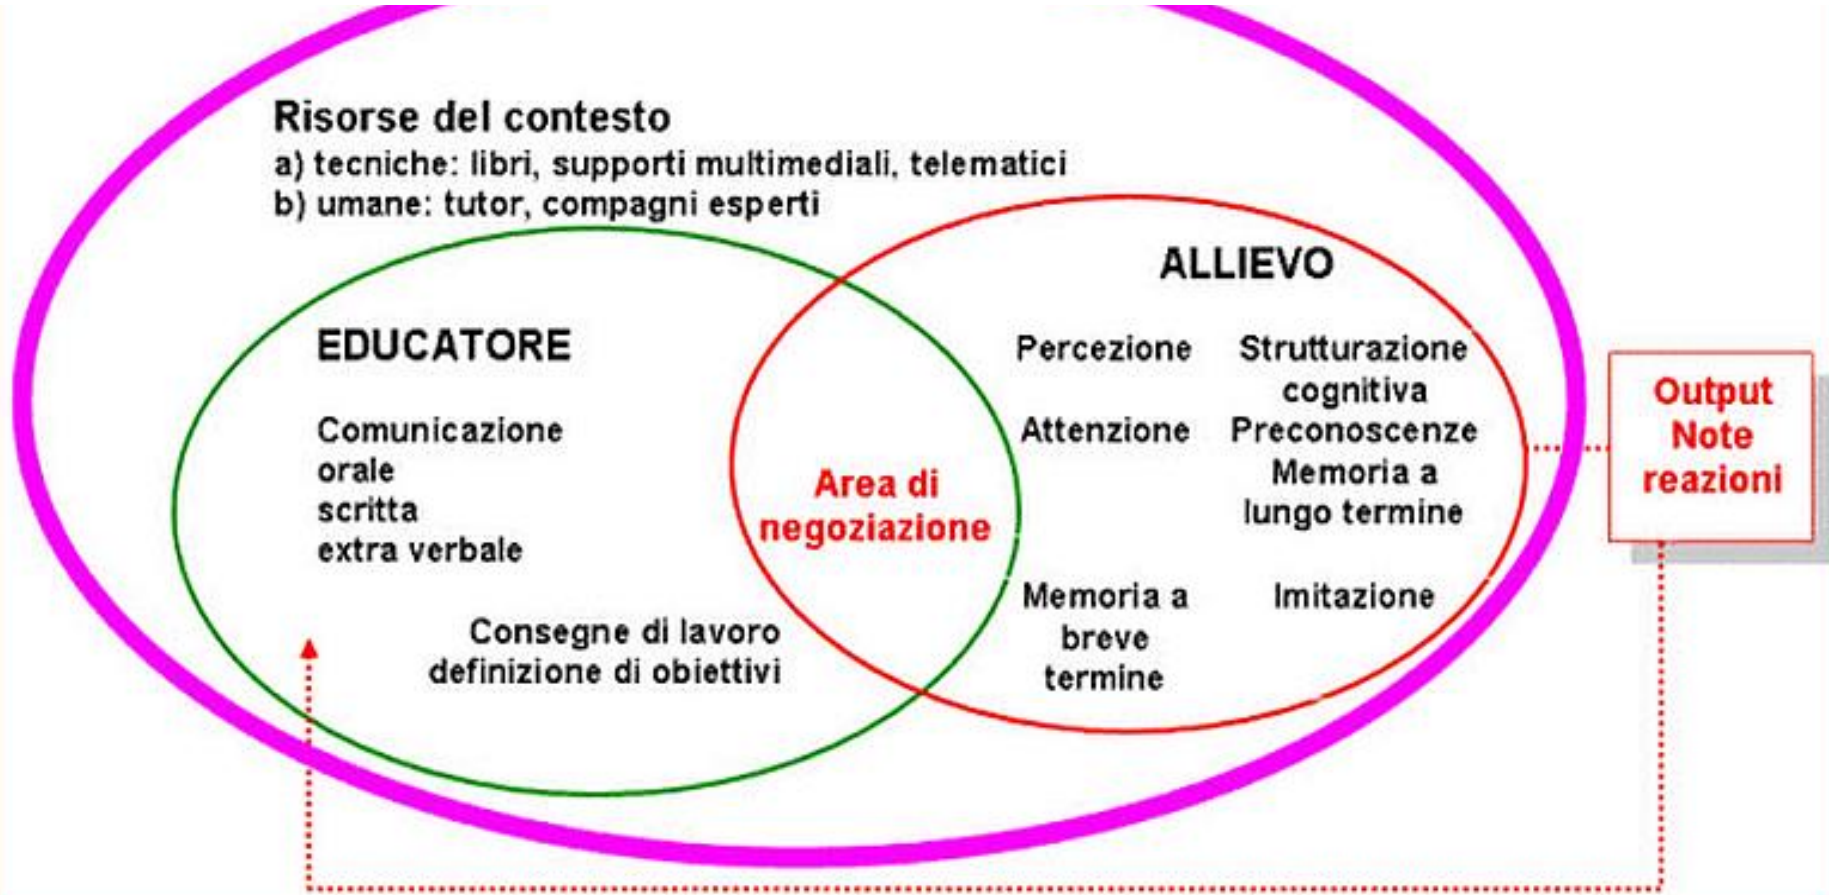 Risorse del contesto
a) tecniche: libri, supporti multimediali, telematici
b) umane: tutor, compagni esperti
EDUCATORE
Comunicazione
orale
scritta
extra verbale
Consegne di lavoro
definizione di obiettivi
Area di
negoziazione
ALLIEVO
Percezione
Attenzione
Memoria a
breve
termine
Strutturazione
cognitiva
Preconoscenze
Memoria a
lungo termine
Imitazione
Output
Note
reazioni